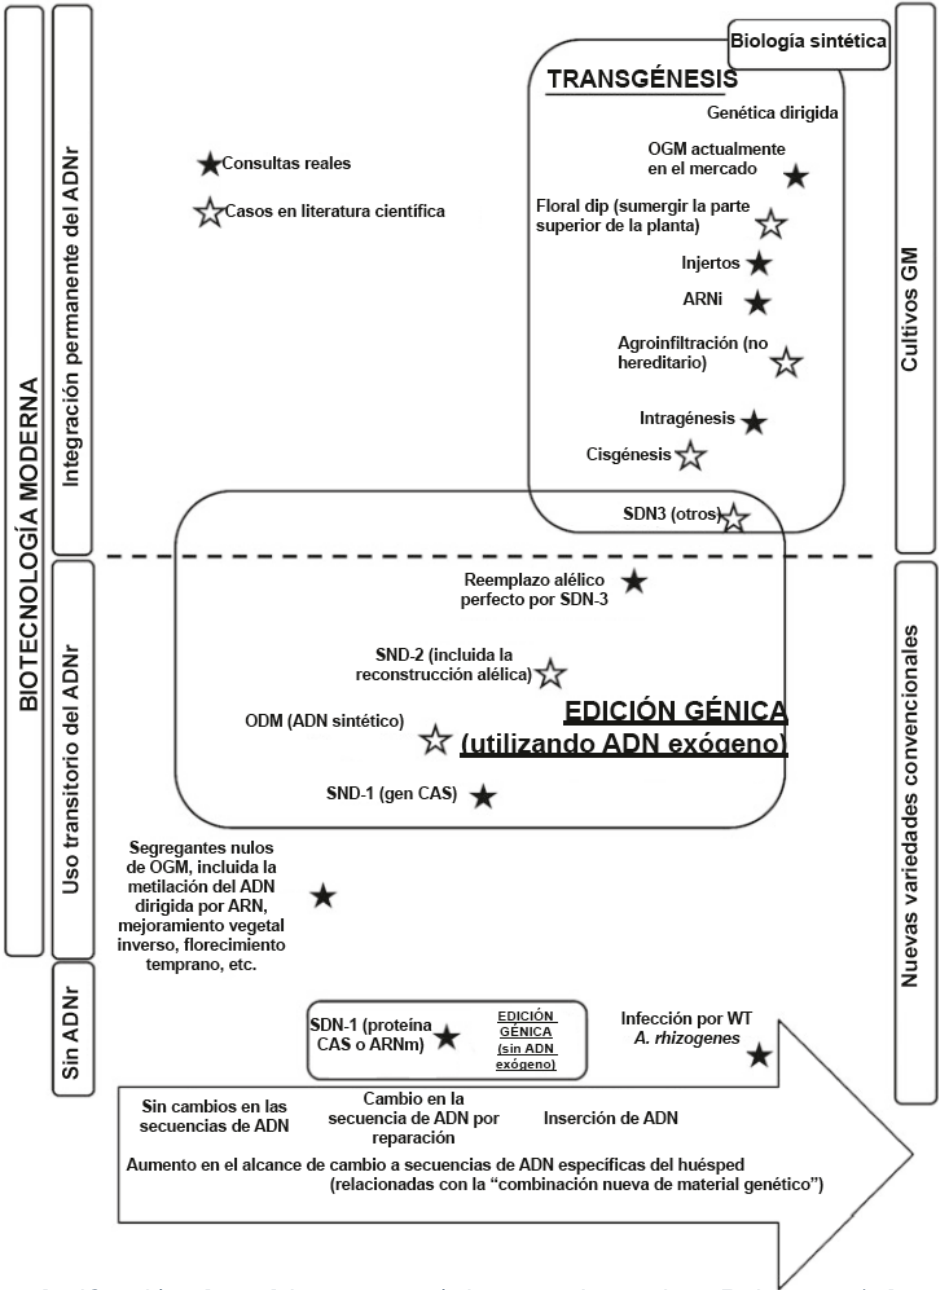 BIOTECNOLOGÍA MODERNA
Integración permanente del ADNr
Uso transitorio del ADNr
Sin ADNr
Biología sintética
TRANSGÉNESIS
Genética dirigida
OGM actualmente
en el mercado
Consultas reales
Casos en literatura científica
Floral dip (sumergir la parte
superior de la planta)
Injertos
ARNi
Agroinfiltración (no
hereditario)
Intragénesis
Cisgénesis
SDN3 (otros)
Cultivos GM
Reemplazo alélico
perfecto por SDN-3
SND-2 (incluida la
reconstrucción alélica)
ODM (ADN sintético)
EDICIÓN GÉNICA
(utilizando ADN exógeno)
SND-1 (gen CAS)
Segregantes nulos
de OGM, incluida la
metilación del ADN
dirigida por ARN,
mejoramiento vegetal
inverso, florecimiento
temprano, etc.
Nuevas variedades convencionales
SDN-1 (proteína
CAS o ARNm)
EDICIÓN
GÉNICA
(sin ADN
exógeno)
Infección por WT
A. rhizogenes
Sin cambios en las
secuencias de ADN
Cambio en la
secuencia de ADN por
reparación
Inserción de ADN
Aumento en el alcance de cambio a secuencias de ADN específicas del huésped
(relacionadas con la “combinación nueva de material genético”)